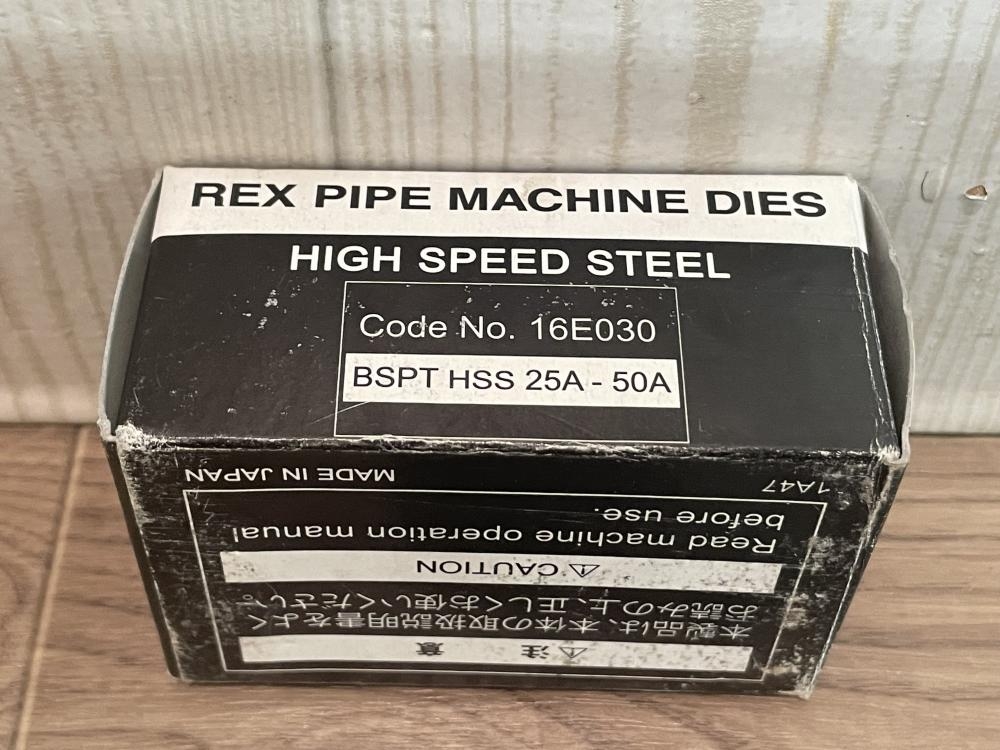 REX PIPE MACHINE DIES
HIGH SPEED STEEL
Code No. 16E030
BSPT HSS 25A - 50A
⚠注 意
本製品は、本体の取扱説明書をよく
お読みの上、正しくお使いください。
⚠ CAUTION
Read machine operation manual
before use.
1A47 MADE IN JAPAN